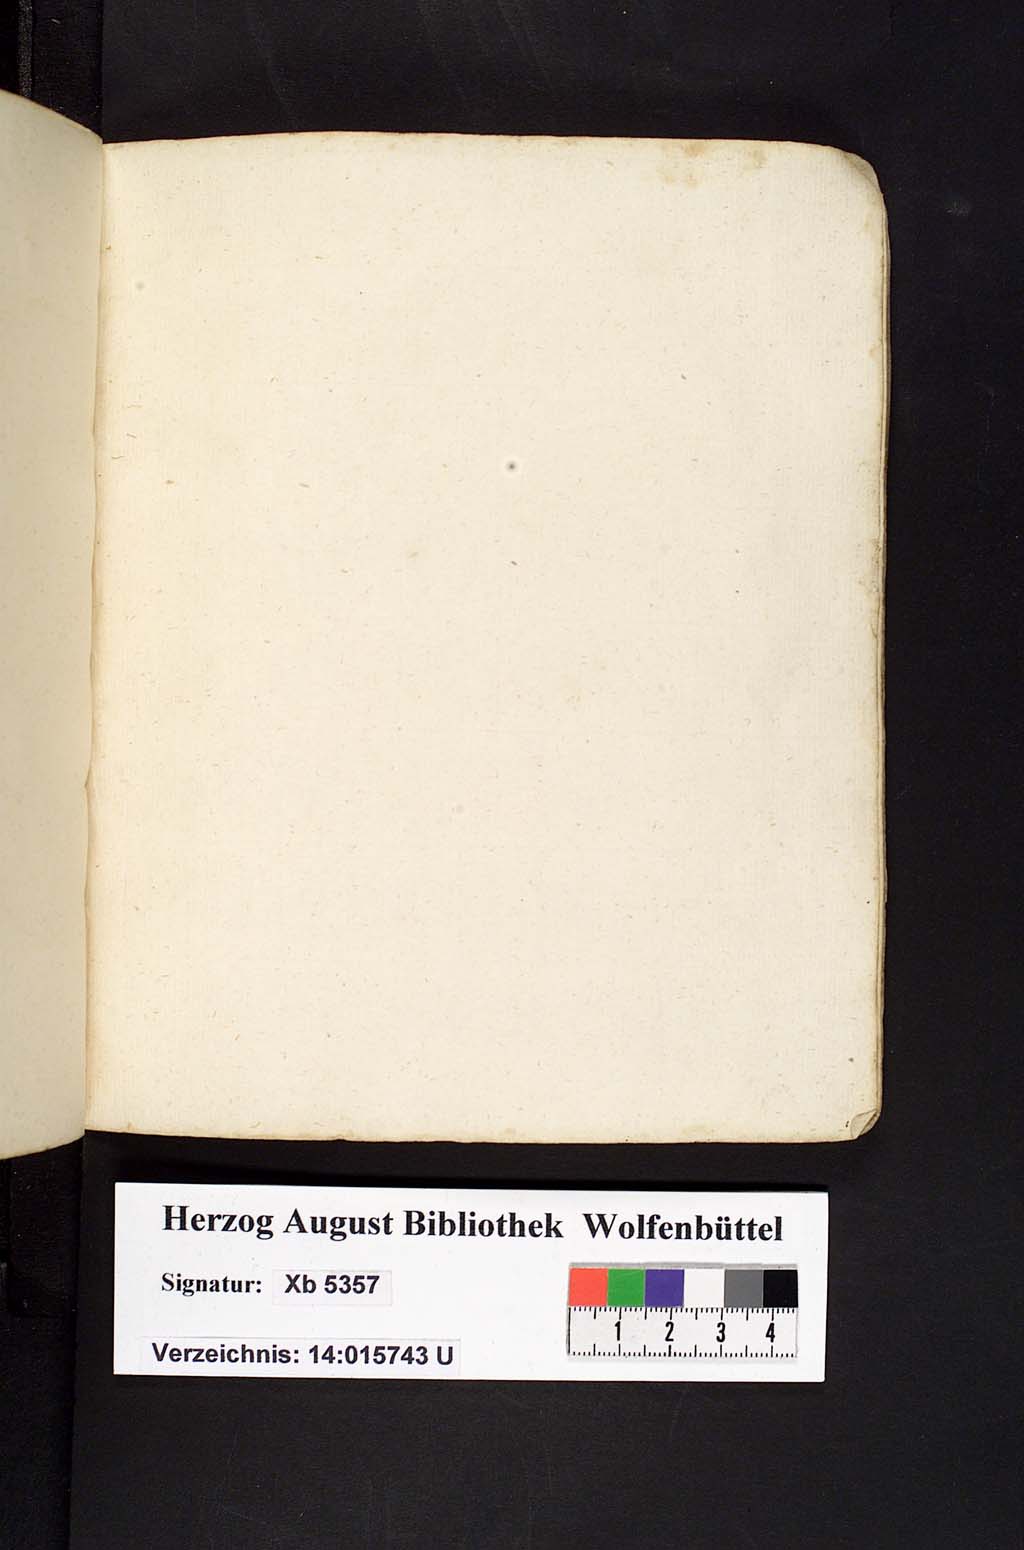 Herzog August Bibliothek Wolfenbüttel
Signatur: Xb 5357
Verzeichnis: 14:015743 U
1 2 3 4